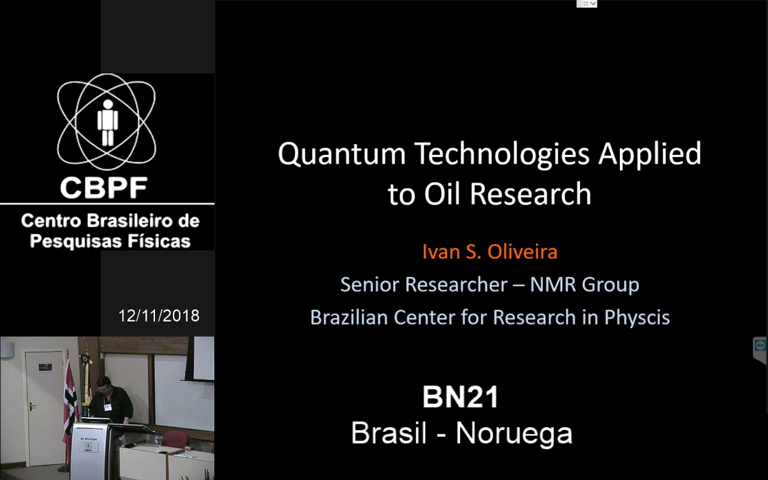 CBPF
Centro Brasileiro de
Pesquisas Físicas
12/11/2018
Quantum Technologies Applied
to Oil Research
Ivan S. Oliveira
Senior Researcher – NMR Group
Brazilian Center for Research in Physcis
BN21
Brasil - Noruega